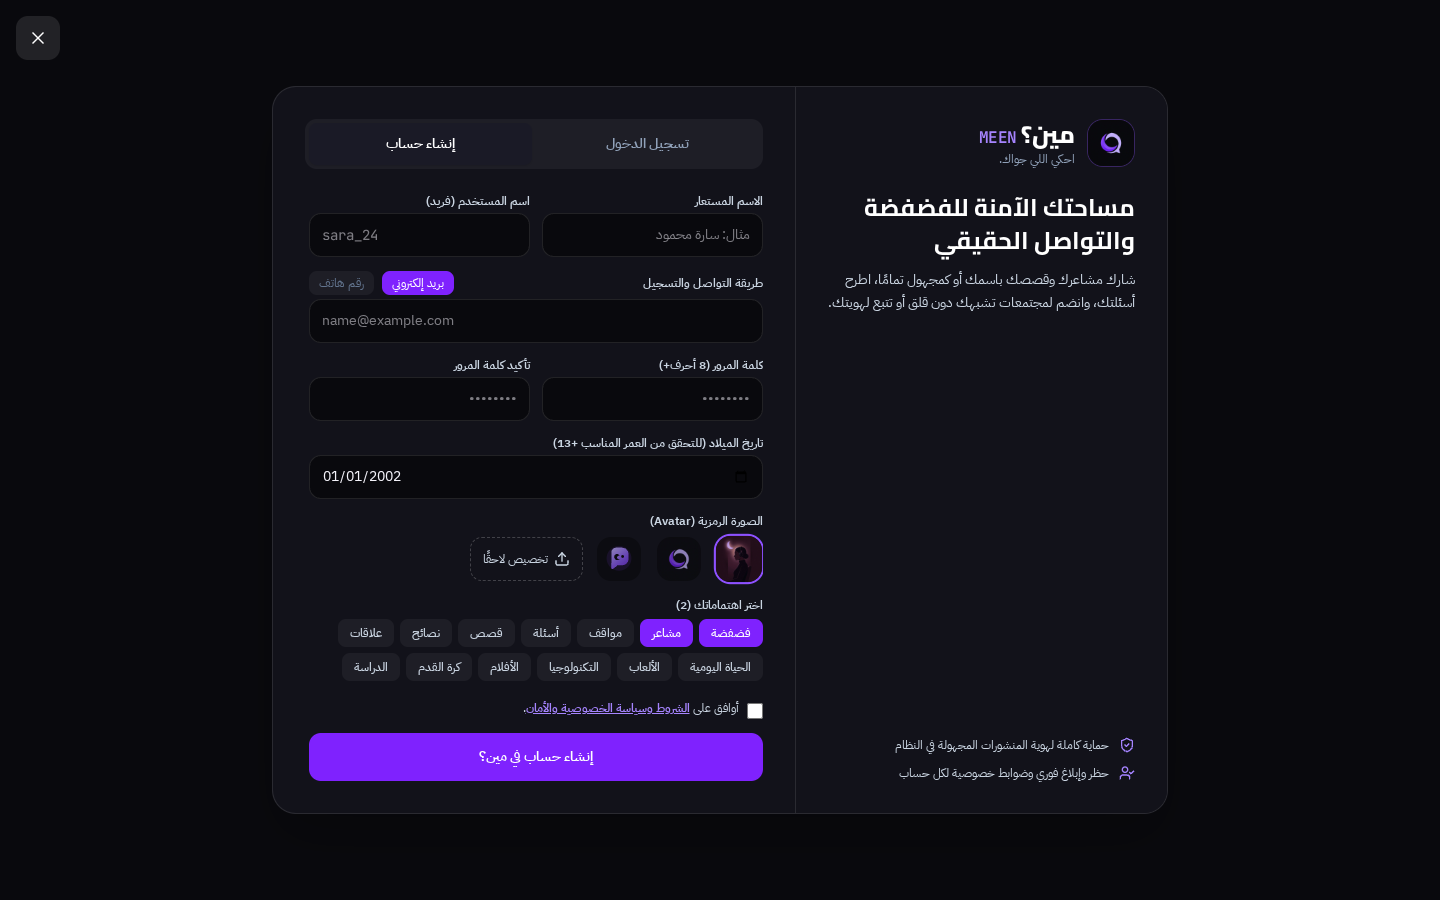 مين؟ MEEN
احكي اللي جواك.
مساحتك الآمنة للفضفضة
والتواصل الحقيقي
شارك مشاعرك وقصصك باسمك أو كمجهول تمامًا، اطرح
أسئلتك، وانضم لمجتمعات تشبهك دون قلق أو تتبع لهويتك.
حماية كاملة لهوية المنشورات المجهولة في النظام
حظر وإبلاغ فوري وضوابط خصوصية لكل حساب
تسجيل الدخول
إنشاء حساب
الاسم المستعار
اسم المستخدم (فريد)
مثال: سارة محمود
sara_24
طريقة التواصل والتسجيل
بريد إلكتروني
رقم هاتف
name@example.com
كلمة المرور (8 أحرف+)
تأكيد كلمة المرور
••••••••
••••••••
تاريخ الميلاد (للتحقق من العمر المناسب +13)
01/01/2002
الصورة الرمزية (Avatar)
تخصيص لاحقًا
اختر اهتماماتك (2)
فضفضة
مشاعر
مواقف
أسئلة
قصص
نصائح
علاقات
الحياة اليومية
الألعاب
التكنولوجيا
الأفلام
كرة القدم
الدراسة
أوافق على الشروط وسياسة الخصوصية والأمان.
إنشاء حساب في مين؟